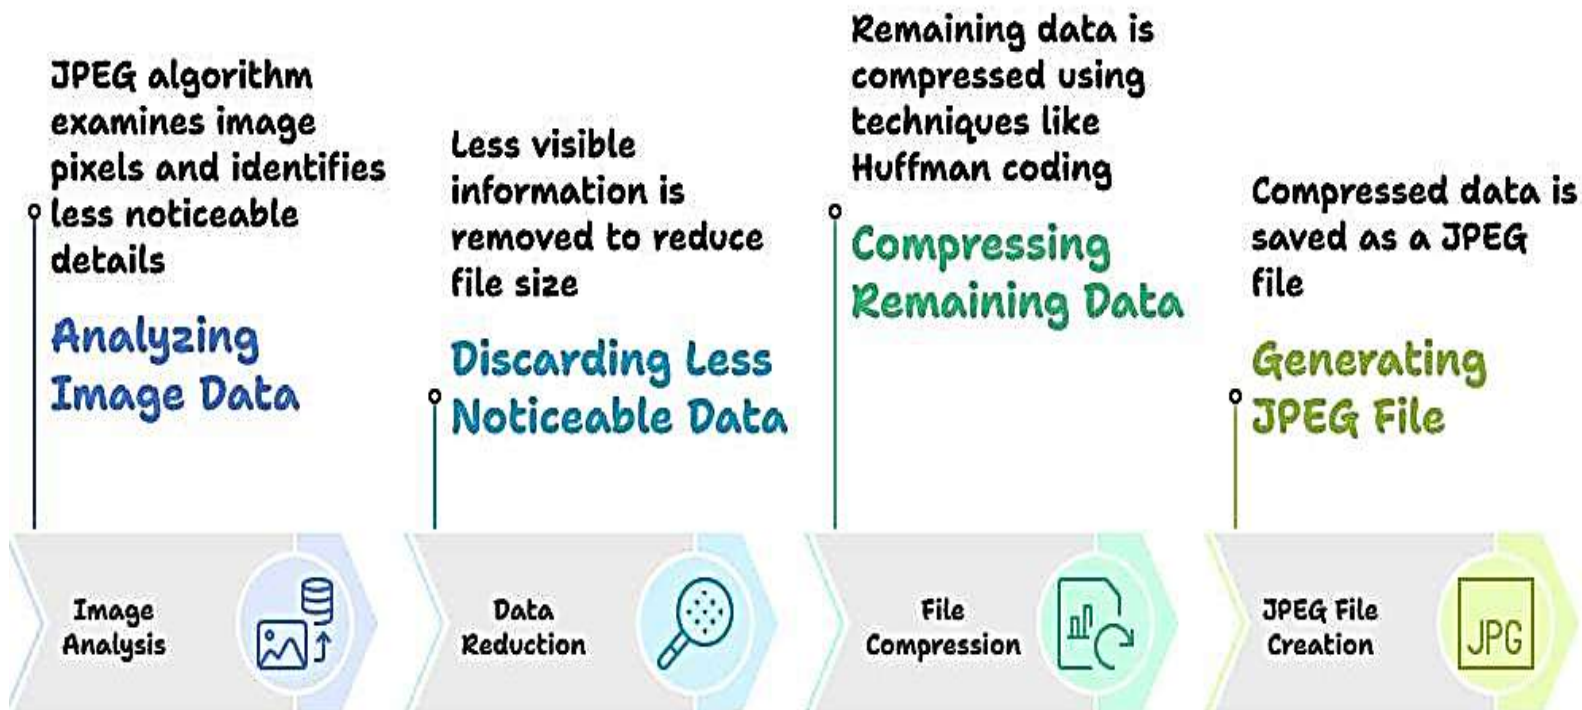 JPEG algorithm
examines image
pixels and identifies
less noticeable
details
Analyzing
Image Data
Less visible
information is
removed to reduce
file size
Discarding Less
Noticeable Data
Remaining data is
compressed using
techniques like
Huffman coding
Compressing
Remaining Data
Compressed data is
saved as a JPEG
file
Generating
JPEG File
Image
Analysis
Data
Reduction
File
Compression
JPEG File
Creation
JPG